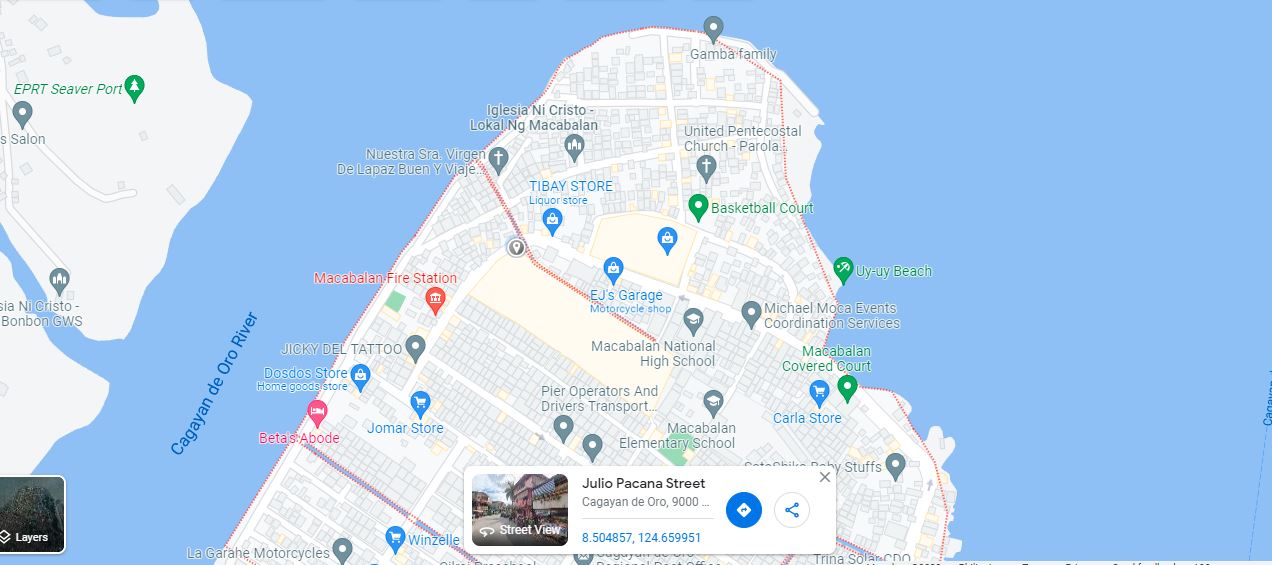 Gamba family
EPRT Seaver Port
s Salon
Iglesia Ni Cristo -
Lokal Ng Macabalan
United Pentecostal
Church - Parola...
Nuestra Sra. Virgen
De Lapaz Buen Y Viaje...
TIBAY STORE
Liquor store
Basketball Court
Uy-uy Beach
Macabalan Fire Station
EJ's Garage
Motorcycle shop
sia Ni Cristo -
Bonbon GWS
Michael Moca Events
Coordination Services
Cagayan de Oro River
JICKY DEL TATTOO
Macabalan National
High School
Macabalan
Covered Court
Dosdos Store
Home goods store
Pier Operators And
Drivers Transport...
Carla Store
Jomar Store
Beta's Abode
Macabalan
Elementary School
SataShika Baby Stuffs
Julio Pacana Street
Cagayan de Oro, 9000 ...
Street View
8.504857, 124.659951
Layers
Winzelle
La Garahe Motorcycles
Regional Post Office
Trina Solar CDO